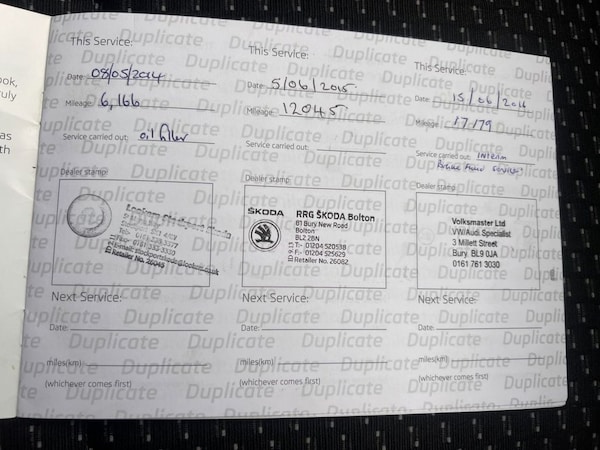 This Service:
Date: 08/05/2014
Mileage: 6,166
Service carried out: oil filter
Dealer stamp:
Retailer No. 26049
Next Service:
Date:
miles(km)
(whichever comes first)
This Service:
Date: 5/06/2015
Mileage: 12045
Service carried out:
Dealer stamp:
ŠKODA
RRG ŠKODA Bolton
81 Bury New Road
Bolton
BL2 2BN
T:- 01204 520538
F:- 01204 525629
Retailer No. 26082
Next Service:
Date:
miles(km)
(whichever comes first)
This Service:
Date: 15/06/2016
Mileage: 17179
Service carried out: Interim
Dealer stamp:
Volksmaster Ltd
VW/Audi Specialist
3 Millett Street
Bury. BL9 0JA
0161 761 3030
Next Service:
Date:
miles(km)
(whichever comes first)
Duplicate